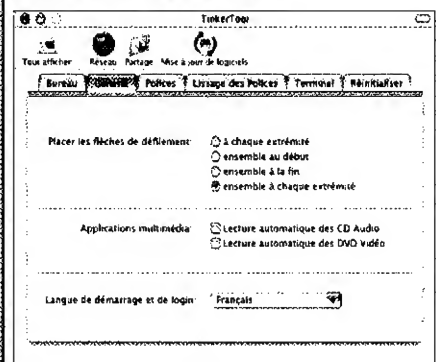 TinkerTool
Tout afficher Réseau Partage Mise à jour de logiciels
Bureau Polices Lissage des Polices Terminal Réinitialiser
Placer les flèches de défilement: à chaque extrémité
ensemble au début
ensemble à la fin
ensemble à chaque extrémité
Applications multimédia: Lecture automatique des CD Audio
Lecture automatique des DVD Vidéo
Langue de démarrage et de login: Français